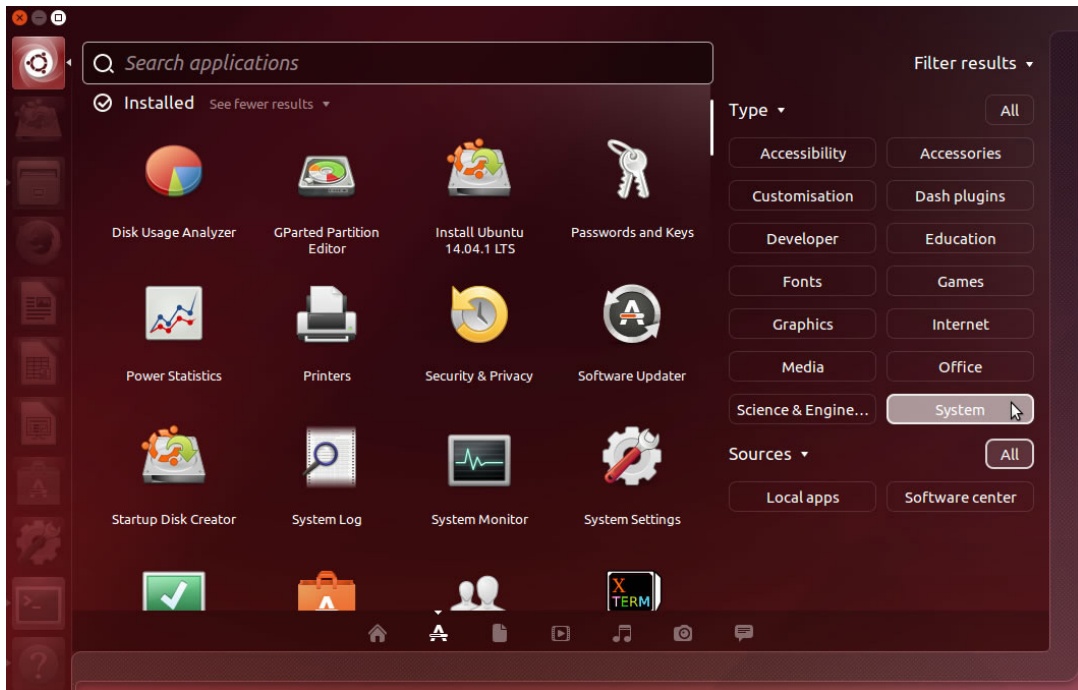 Search applications
Filter results
Installed See fewer results
Type All
Accessibility Accessories
Customisation Dash plugins
Disk Usage Analyzer GParted Partition Editor Install Ubuntu 14.04.1 LTS Passwords and Keys
Developer Education
Fonts Games
Graphics Internet
Power Statistics Printers Security & Privacy Software Updater
Media Office
Science & Engine... System
Sources All
Local apps Software center
Startup Disk Creator System Log System Monitor System Settings
X
TERM